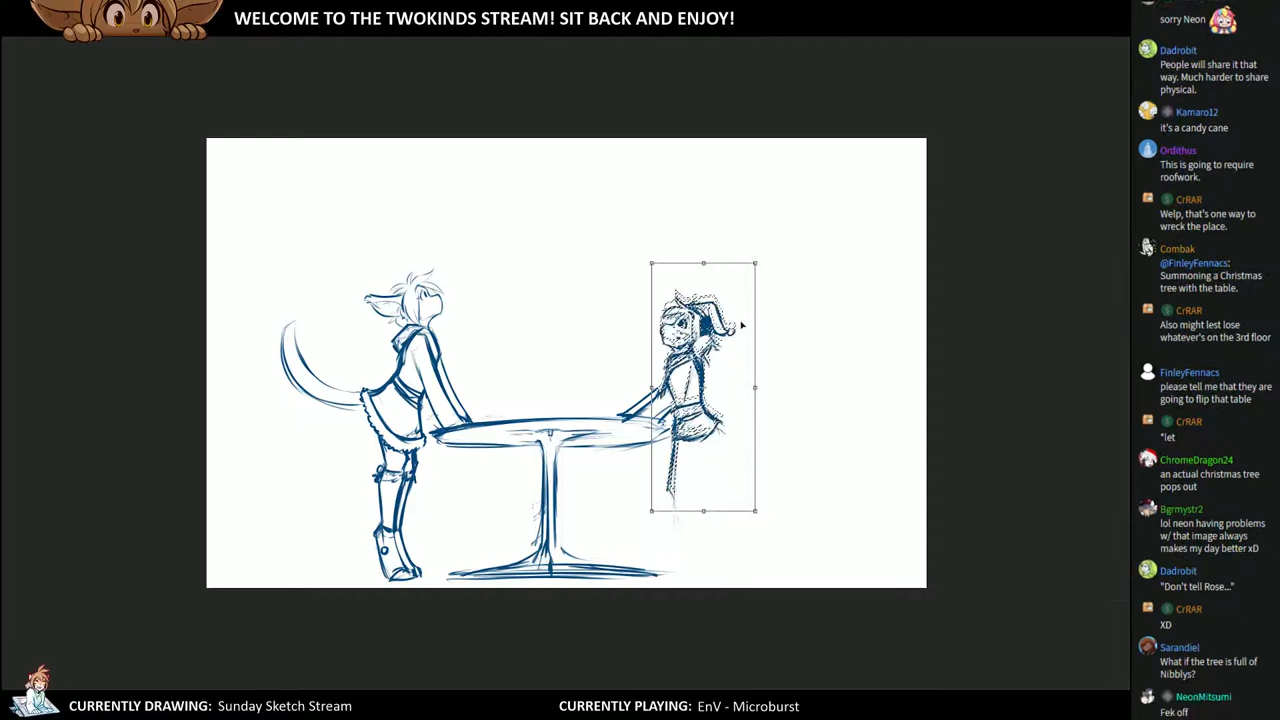 WELCOME TO THE TWOKINDS STREAM! SIT BACK AND ENJOY!
sorry Neon
Dadrobit
People will share it that
way. Much harder to share
physical.
Kamaro12
it's a candy cane
Ordithus
This is going to require
roofwork.
CrRAR
Welp, that's one way to
wreck the place.
Combak
@FinleyFennacs:
Summoning a Christmas
tree with the table.
CrRAR
Also might lest lose
whatever's on the 3rd floor
FinleyFennacs
please tell me that they are
going to flip that table
CrRAR
*let
ChromeDragon24
an actual christmas tree
pops out
Bgrmystr2
lol neon having problems
w/ that image always
makes my day better xD
Dadrobit
"Don't tell Rose..."
CrRAR
XD
Sarandiel
What if the tree is full of
Nibblys?
NeonMitsumi
Fek off
CURRENTLY DRAWING: Sunday Sketch Stream
CURRENTLY PLAYING: EnV - Microburst